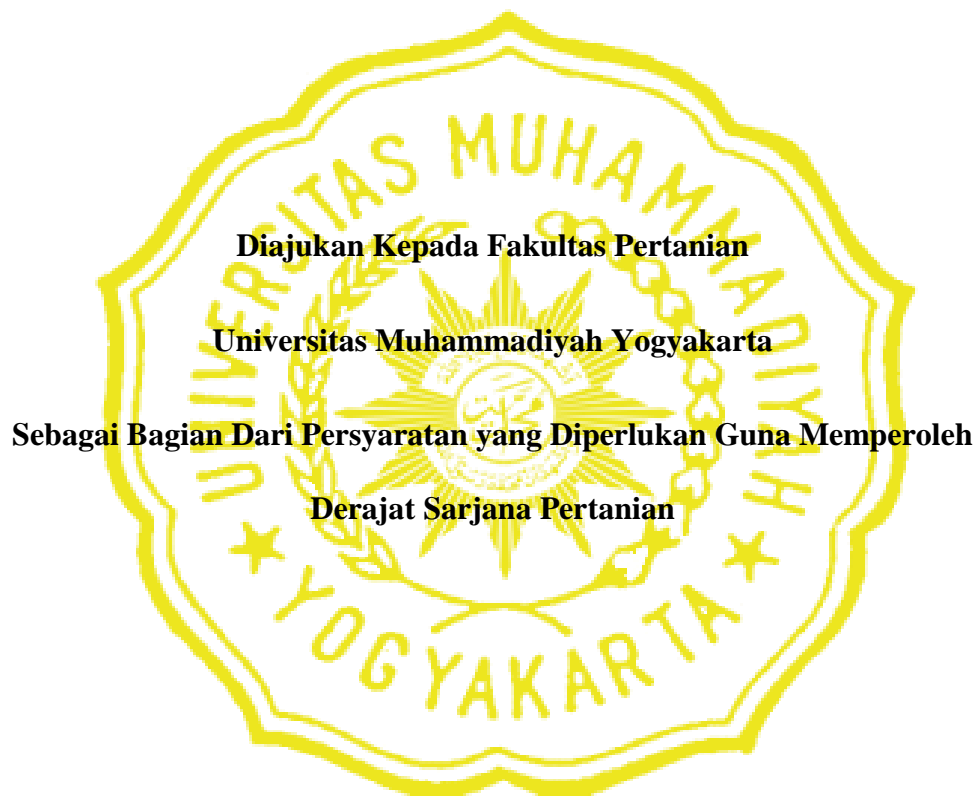 UNIVERSITAS MUHAMMADIYAH
Diajukan Kepada Fakultas Pertanian
Universitas Muhammadiyah Yogyakarta
Sebagai Bagian Dari Persyaratan yang Diperlukan Guna Memperoleh
Derajat Sarjana Pertanian
★ YOGYAKARTA ★